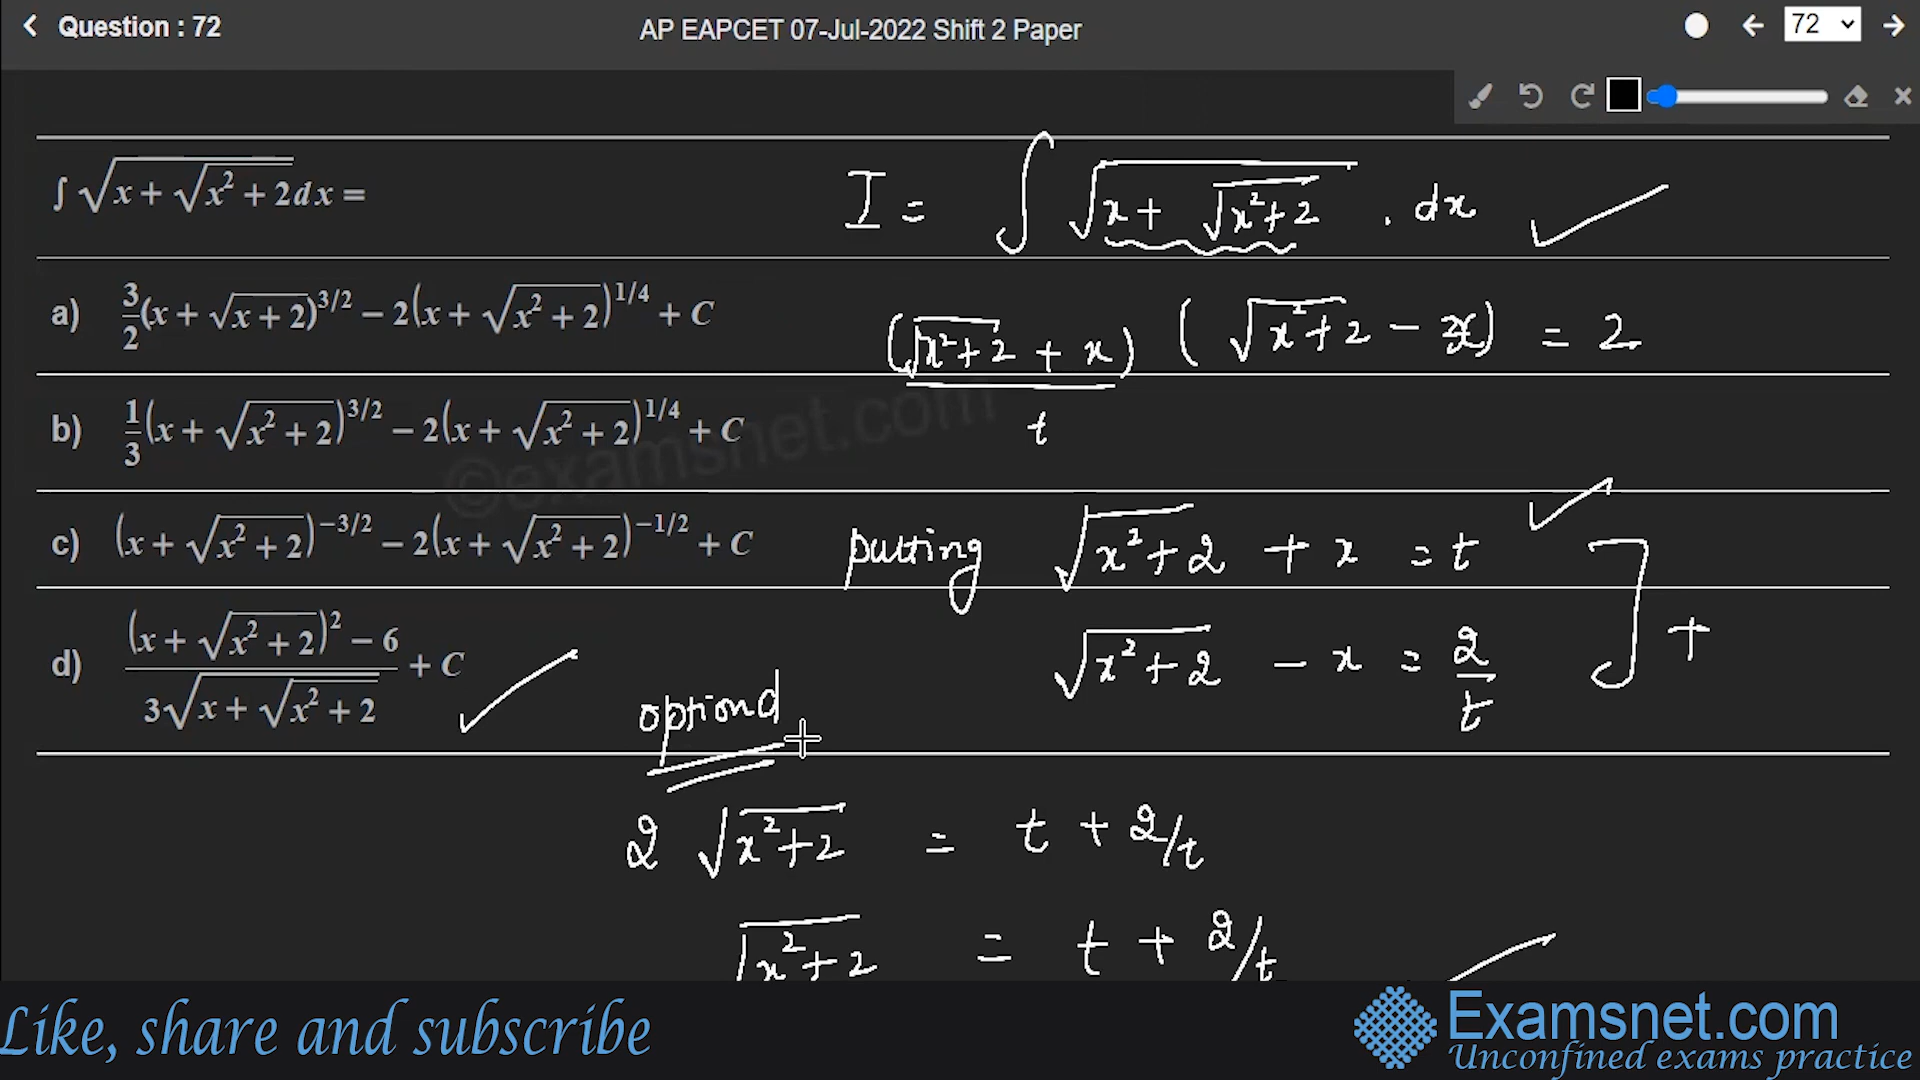 Question : 72
AP EAPCET 07-Jul-2022 Shift 2 Paper
72
∫ √(x + √(x² + 2)) dx =
I = ∫ √(x + √(x²+2)) . dx
a) 3/2 (x + √(x + 2))^(3/2) − 2(x + √(x² + 2))^(1/4) + C
(√(x²+2) + x) (√(x²+2) − x) = 2
t
b) 1/3 (x + √(x² + 2))^(3/2) − 2(x + √(x² + 2))^(1/4) + C
©examsnet.com
c) (x + √(x² + 2))^(−3/2) − 2(x + √(x² + 2))^(−1/2) + C
putting √(x²+2) + x = t
d) ((x + √(x² + 2))² − 6) / (3√(x + √(x² + 2))) + C
√(x²+2) − x = 2/t
+
option d
2 √(x²+2) = t + 2/t
√(x²+2) = t + 2/t
Like, share and subscribe
Examsnet.com
Unconfined exams practice